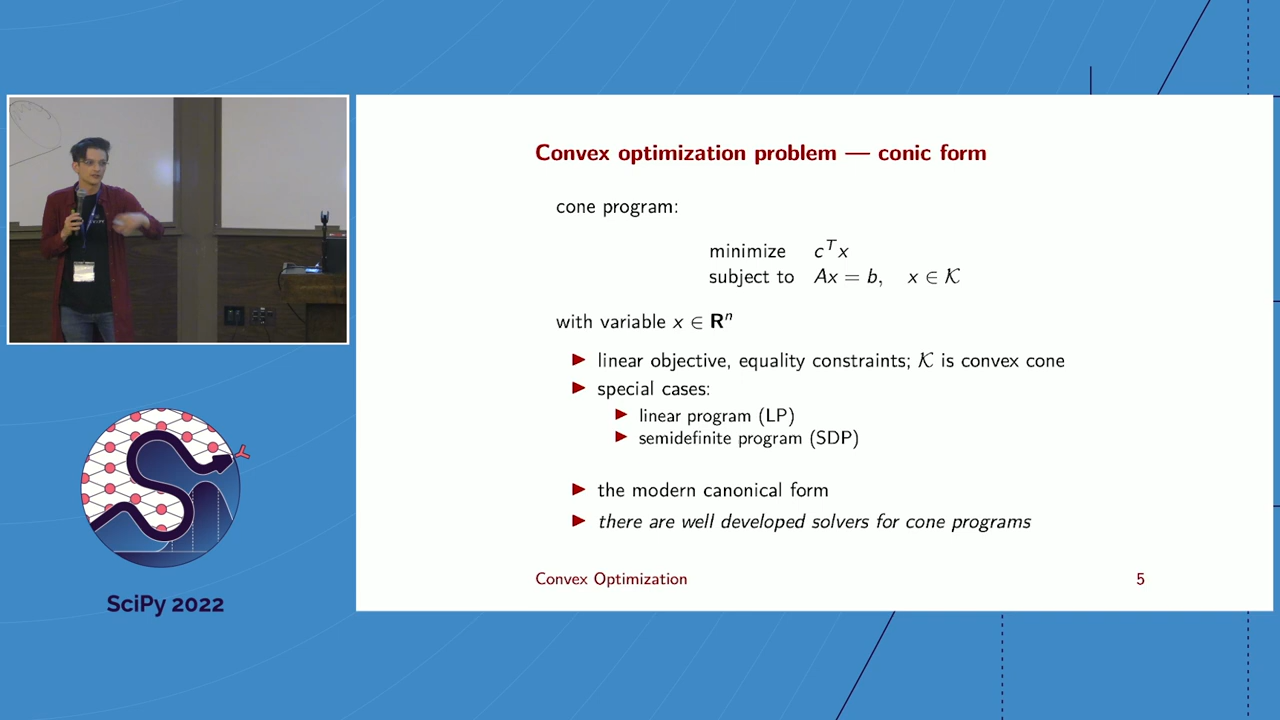 Convex optimization problem — conic form
cone program:
minimize c^T x
subject to Ax = b, x ∈ 𝒦
with variable x ∈ R^n
▶ linear objective, equality constraints; 𝒦 is convex cone
▶ special cases:
▶ linear program (LP)
▶ semidefinite program (SDP)
▶ the modern canonical form
▶ there are well developed solvers for cone programs
Convex Optimization 5
SciPy 2022